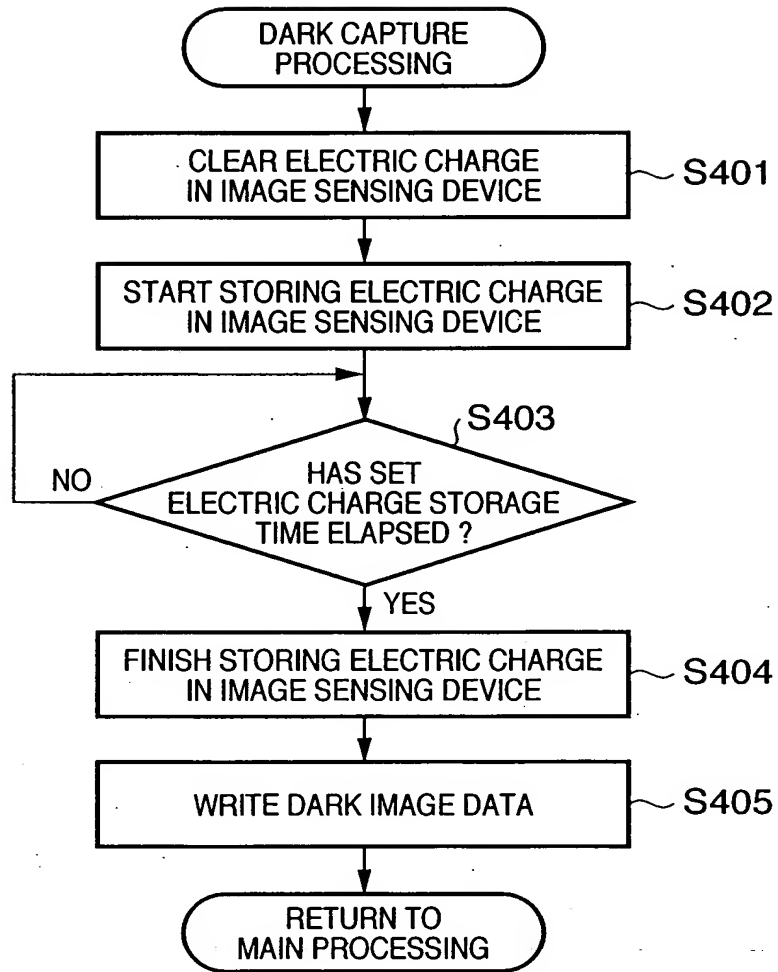 DARK CAPTURE
PROCESSING
CLEAR ELECTRIC CHARGE
IN IMAGE SENSING DEVICE
S401
START STORING ELECTRIC CHARGE
IN IMAGE SENSING DEVICE
S402
S403
HAS SET
ELECTRIC CHARGE STORAGE
TIME ELAPSED ?
NO
YES
FINISH STORING ELECTRIC CHARGE
IN IMAGE SENSING DEVICE
S404
WRITE DARK IMAGE DATA
S405
RETURN TO
MAIN PROCESSING